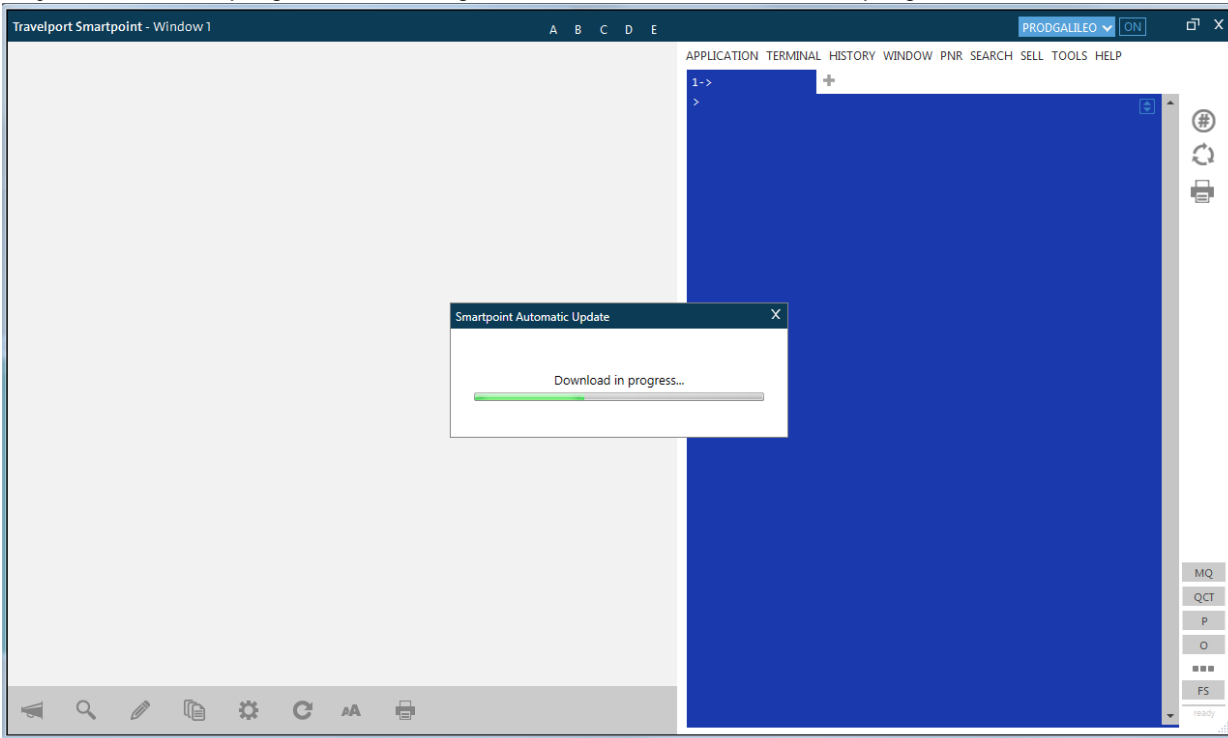 Travelport Smartpoint - Window 1
A B C D E
PRODGALILEO ON X
APPLICATION TERMINAL HISTORY WINDOW PNR SEARCH SELL TOOLS HELP
1-> +
>
#
Smartpoint Automatic Update X
Download in progress...
MQ
QCT
P
O
FS
ready
AA